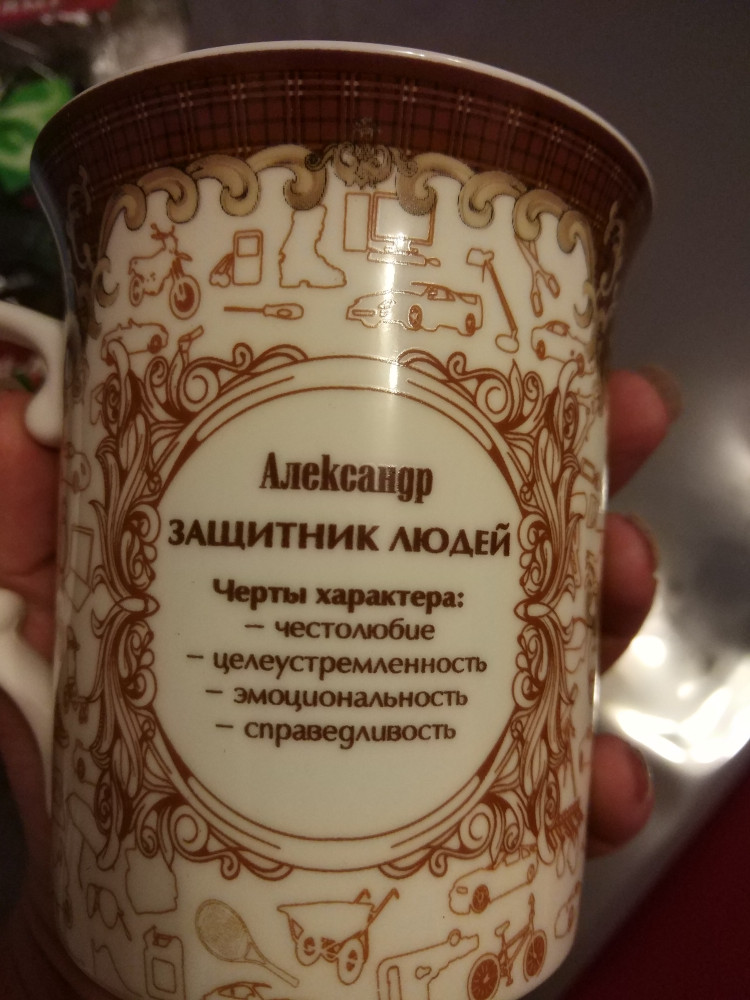 Александр
ЗАЩИТНИК ЛЮДЕЙ
Черты характера:
– честолюбие
– целеустремленность
– эмоциональность
– справедливость